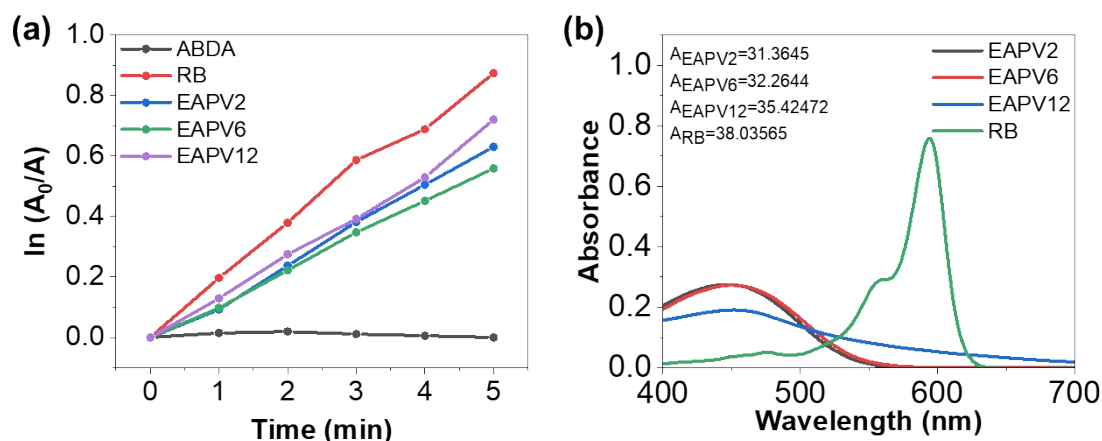 (a)
ABDA
RB
EAPV2
EAPV6
EAPV12
1.0
0.8
0.6
0.4
0.2
0.0
ln (A0/A)
0 1 2 3 4 5
Time (min)
(b)
AEAPV2=31.3645
AEAPV6=32.2644
AEAPV12=35.42472
ARB=38.03565
EAPV2
EAPV6
EAPV12
RB
1.0
0.8
0.6
0.4
0.2
0.0
Absorbance
400 500 600 700
Wavelength (nm)